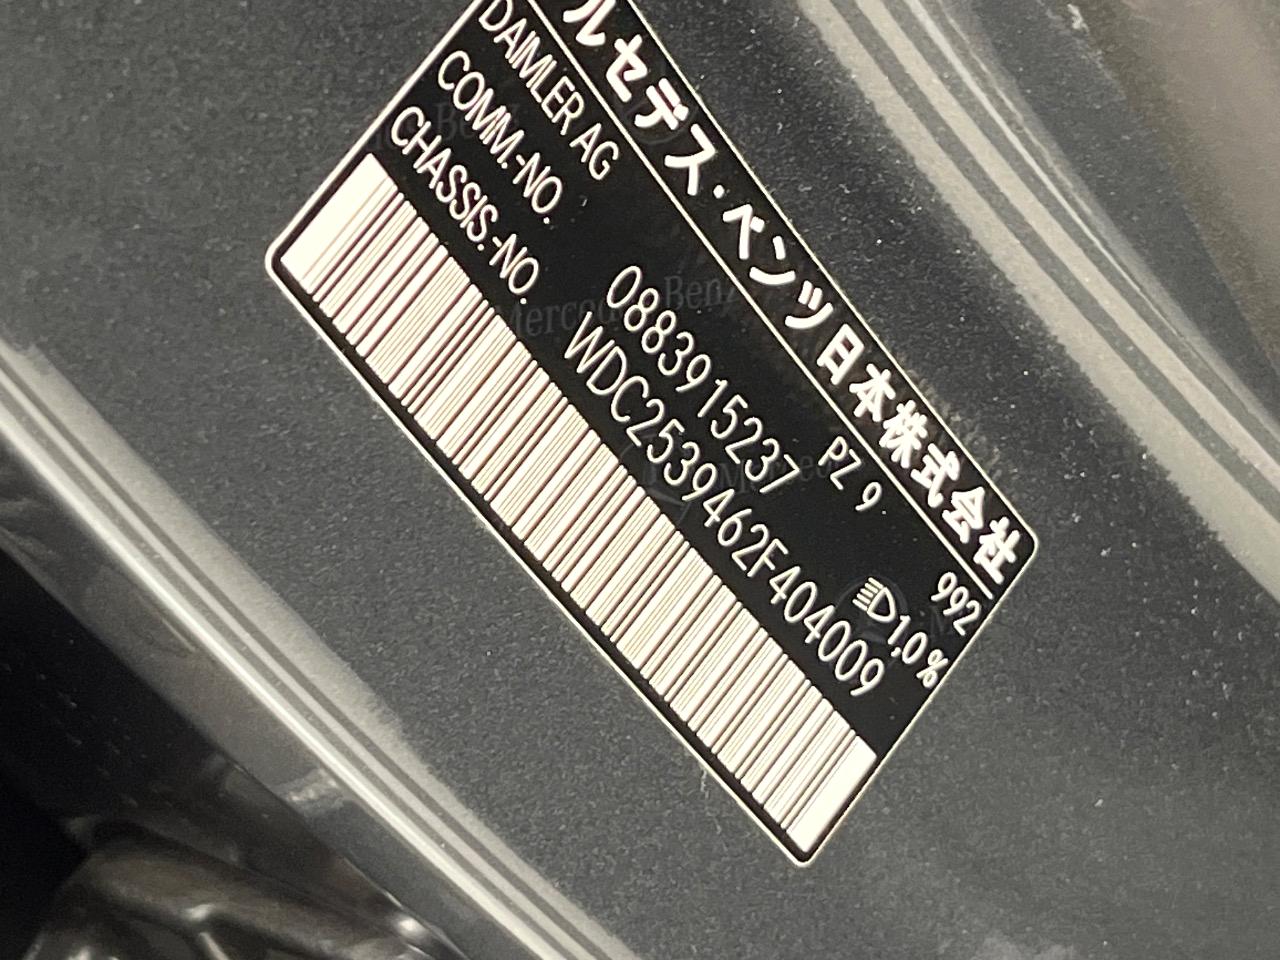 ルセデス・ベンツ日本株式会社
DAIMLER AG 992
COMM.-NO. 0883915237 PZ 9
CHASSIS.-NO. WDC2539462F404009 1,0%